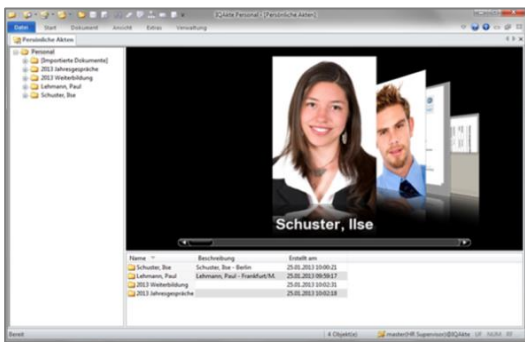 IQAkte Personal - [Persönliche Akten]
Datei Start Dokument Ansicht Extras Verwaltung
Persönliche Akten
Personal
[Importierte Dokumente]
2013 Jahresgespräche
2013 Weiterbildung
Lehmann, Paul
Schuster, Ilse
Schuster, Ilse
Name Beschreibung Erstellt am
Schuster, Ilse Schuster, Ilse - Berlin 25.01.2013 10:00:21
Lehmann, Paul Lehmann, Paul - Frankfurt/M. 25.01.2013 09:59:17
2013 Weiterbildung 25.01.2013 10:02:31
2013 Jahresgespräche 25.01.2013 10:02:18
Bereit 4 Objekt(e) master(HR Supervisor)@IQAkte UF NUM RF